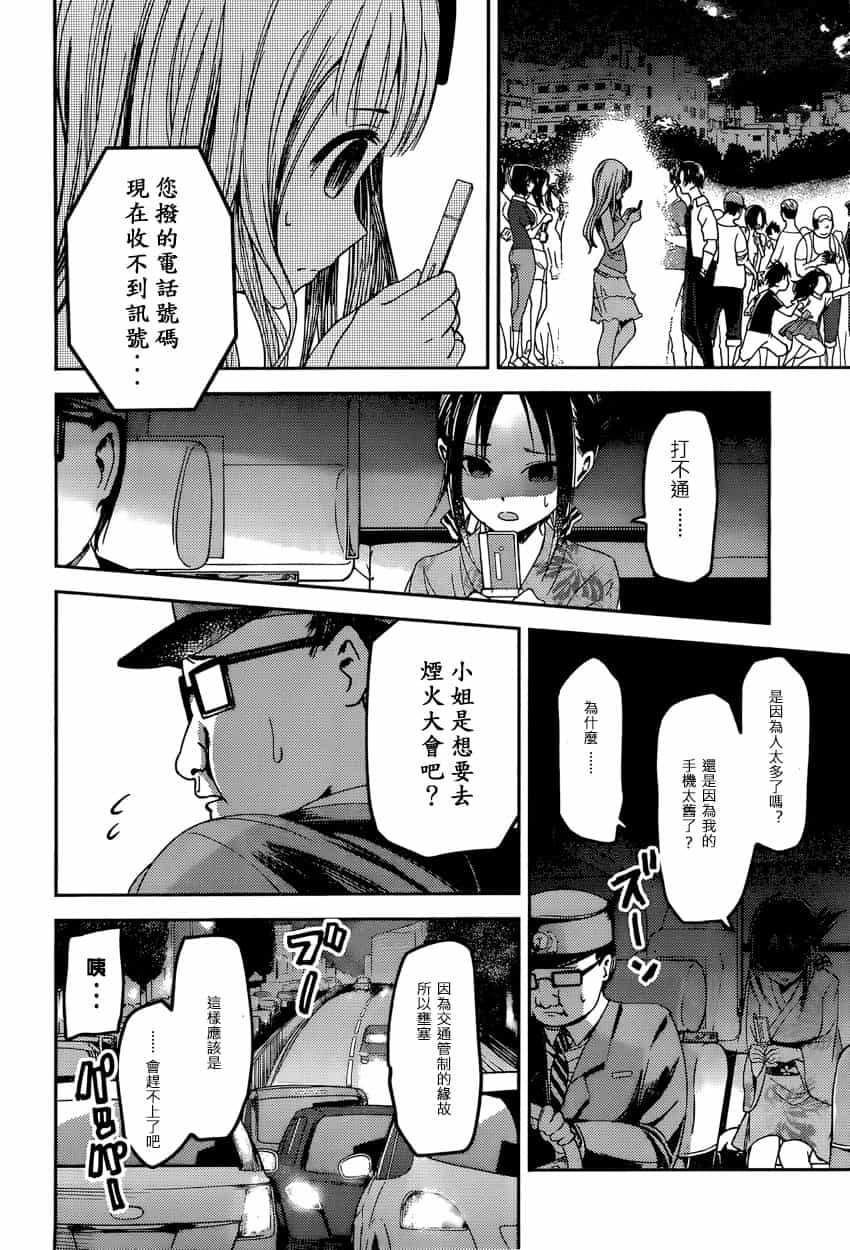 您撥的電話號碼
現在收不到訊號...
打不通
......
是因為人太多了嗎？
還是因為我的
手機太舊了？
為什麼......
ズーン
小姐是想要去
煙火大會吧？
ブー
因為交通管制的緣故
所以壅塞
這樣應該是
......會趕不上了吧
咦...
パパーー